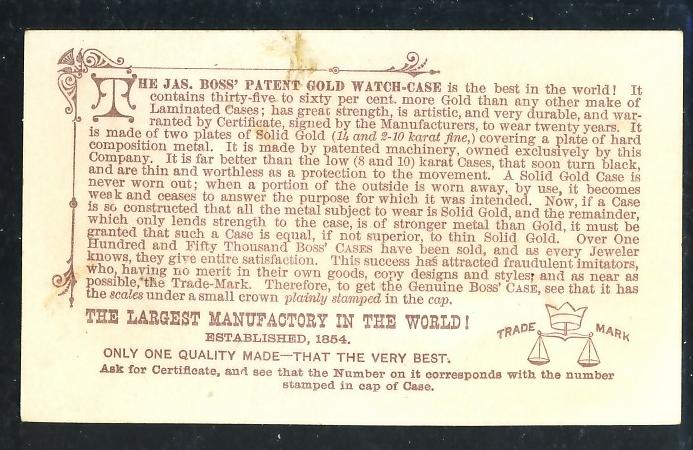 THE JAS. BOSS' PATENT GOLD WATCH-CASE is the best in the world! It
contains thirty-five to sixty per cent. more Gold than any other make of
Laminated Cases; has great strength, is artistic, and very durable, and war-
ranted by Certificate, signed by the Manufacturers, to wear twenty years. It
is made of two plates of Solid Gold (14 and 2-10 karat fine,) covering a plate of hard
composition metal. It is made by patented machinery, owned exclusively by this
Company. It is far better than the low (8 and 10) karat Cases, that soon turn black,
and are thin and worthless as a protection to the movement. A Solid Gold Case is
never worn out; when a portion of the outside is worn away, by use, it becomes
weak and ceases to answer the purpose for which it was intended. Now, if a Case
is so constructed that all the metal subject to wear is Solid Gold, and the remainder,
which only lends strength to the case, is of stronger metal than Gold, it must be
granted that such a Case is equal, if not superior, to thin Solid Gold. Over One
Hundred and Fifty Thousand BOSS' CASES have been sold, and as every Jeweler
knows, they give entire satisfaction. This success has attracted fraudulent imitators,
who, having no merit in their own goods, copy designs and styles; and as near as
possible, the Trade-Mark. Therefore, to get the Genuine BOSS' CASE, see that it has
the scales under a small crown plainly stamped in the cap.
THE LARGEST MANUFACTORY IN THE WORLD!
ESTABLISHED, 1854.
TRADE MARK
ONLY ONE QUALITY MADE—THAT THE VERY BEST.
Ask for Certificate, and see that the Number on it corresponds with the number
stamped in cap of Case.